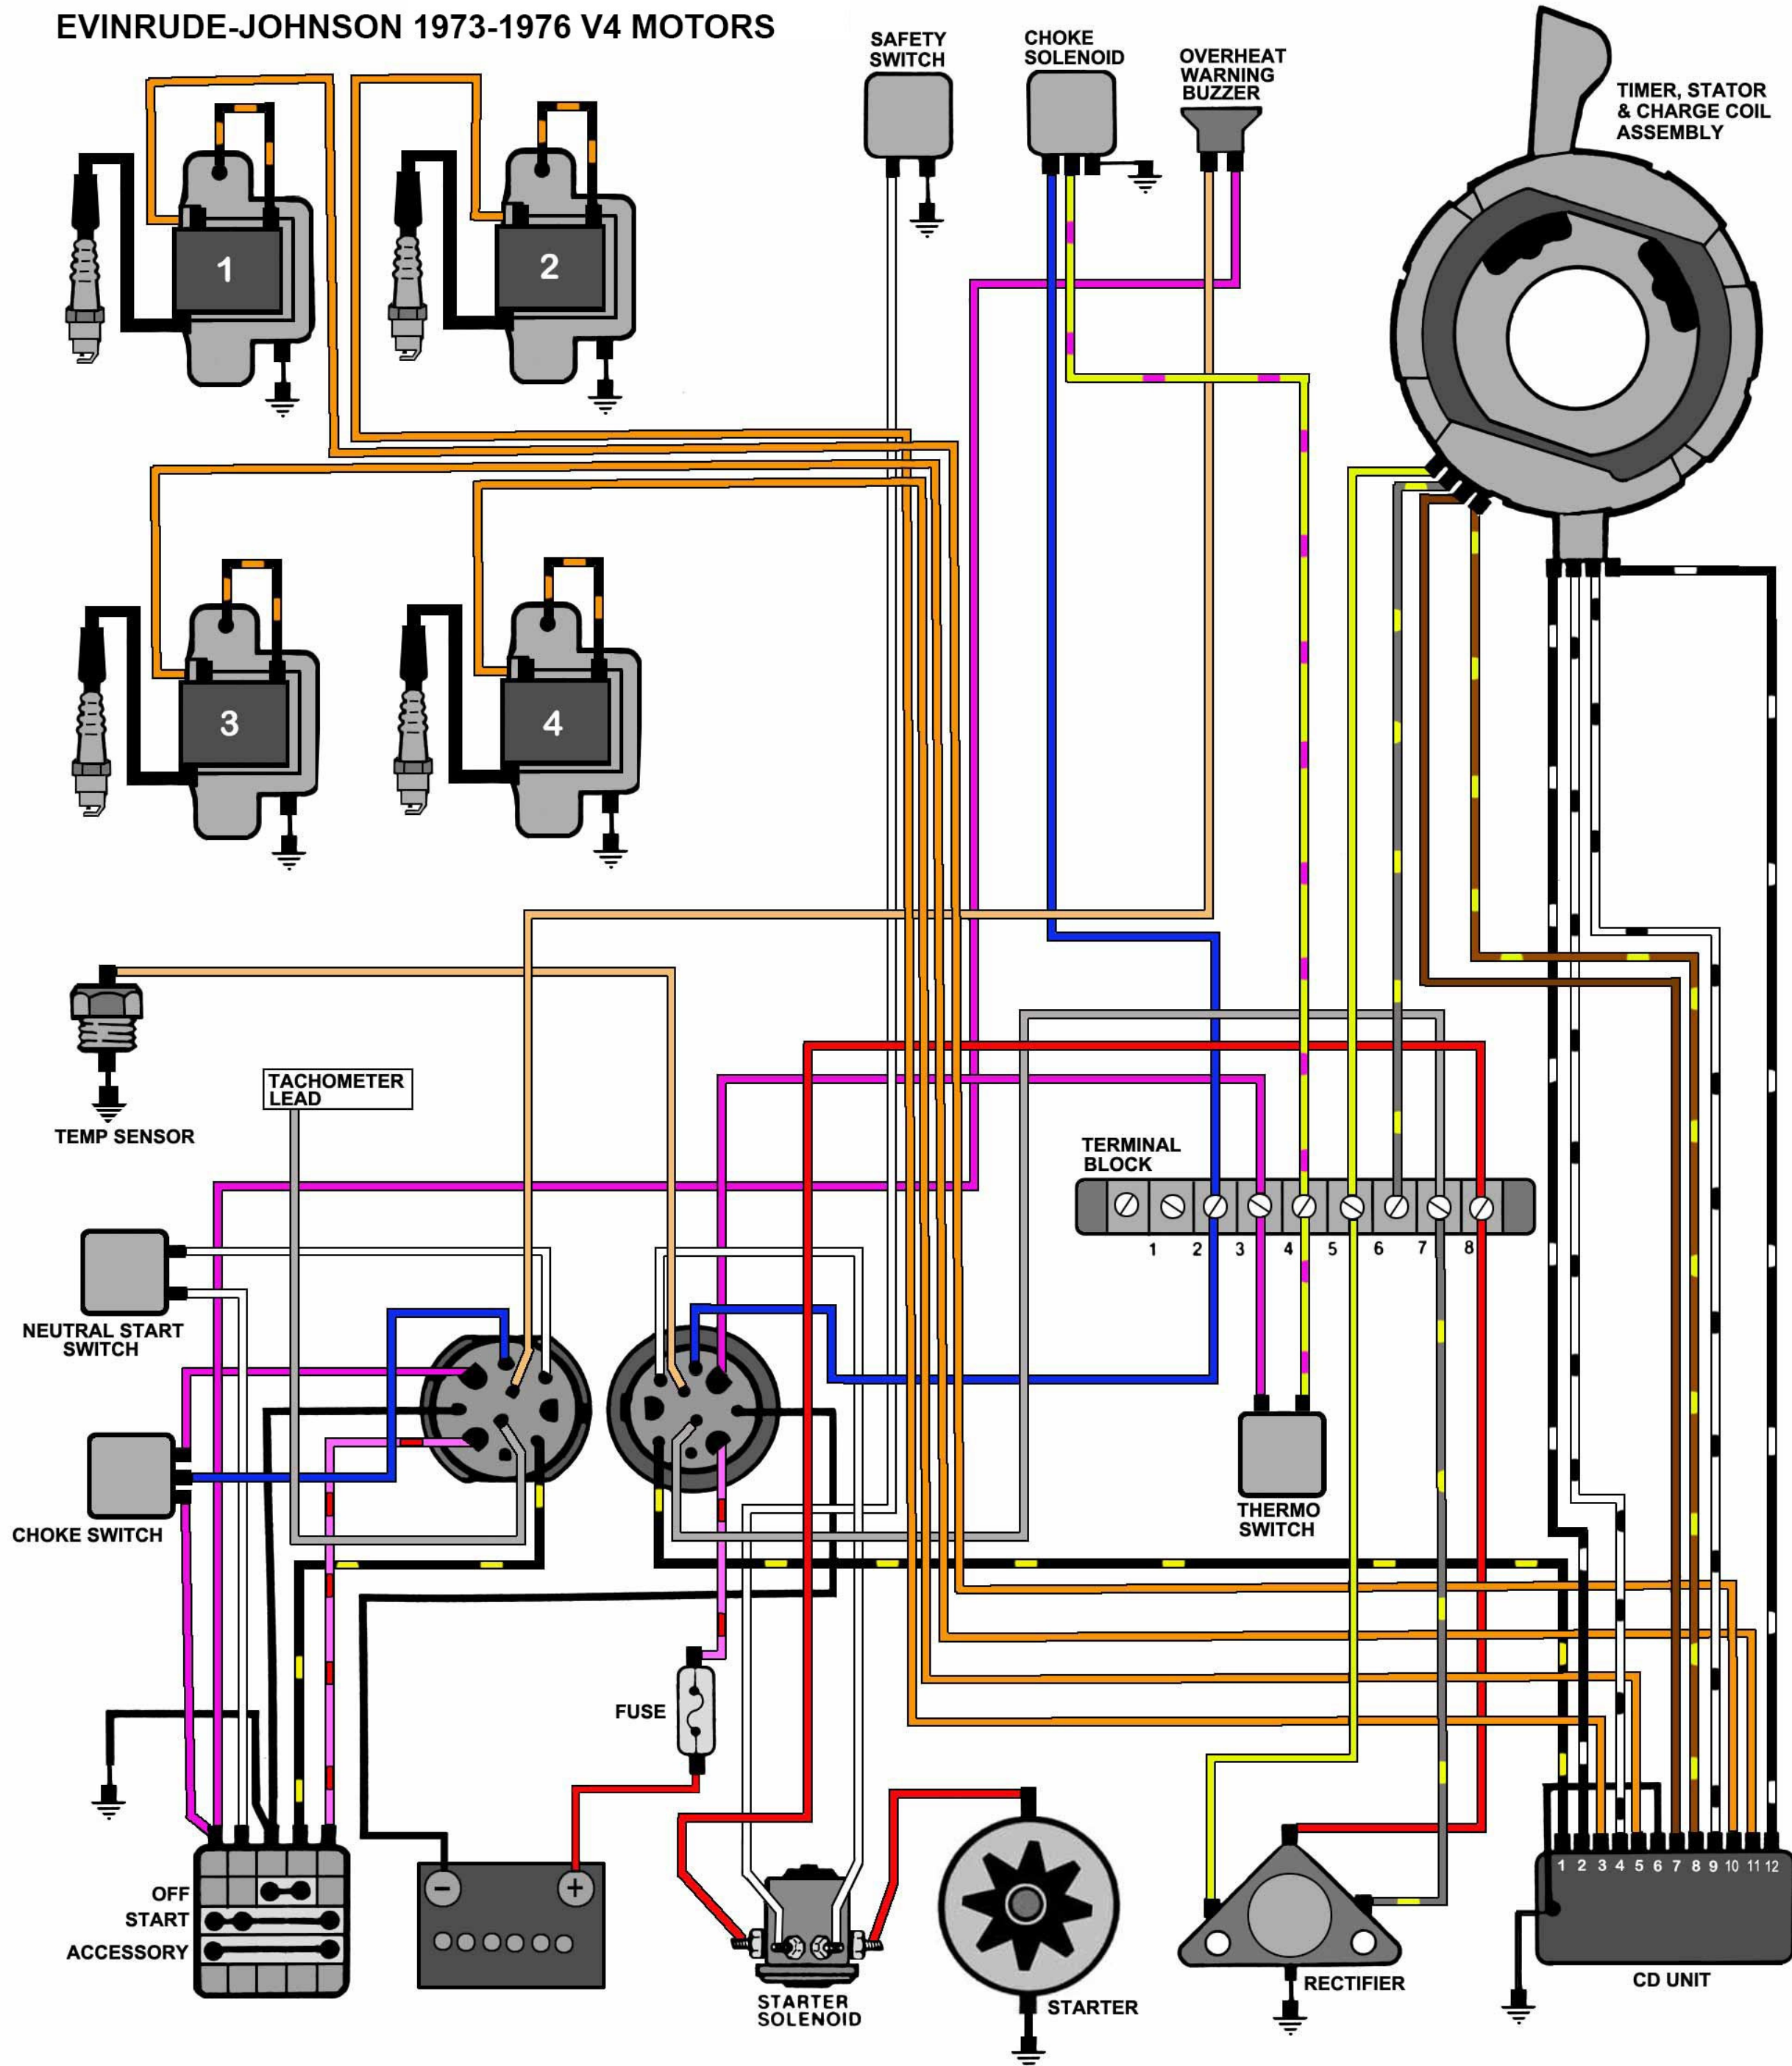 EVINRUDE-JOHNSON 1973-1976 V4 MOTORS
SAFETY
SWITCH
CHOKE
SOLENOID
OVERHEAT
WARNING
BUZZER
TIMER, STATOR
& CHARGE COIL
ASSEMBLY
1
2
3
4
TEMP SENSOR
TACHOMETER
LEAD
TERMINAL
BLOCK
1 2 3 4 5 6 7 8
NEUTRAL START
SWITCH
CHOKE SWITCH
THERMO
SWITCH
FUSE
OFF
START
ACCESSORY
- +
STARTER
SOLENOID
STARTER
RECTIFIER
1 2 3 4 5 6 7 8 9 10 11 12
CD UNIT